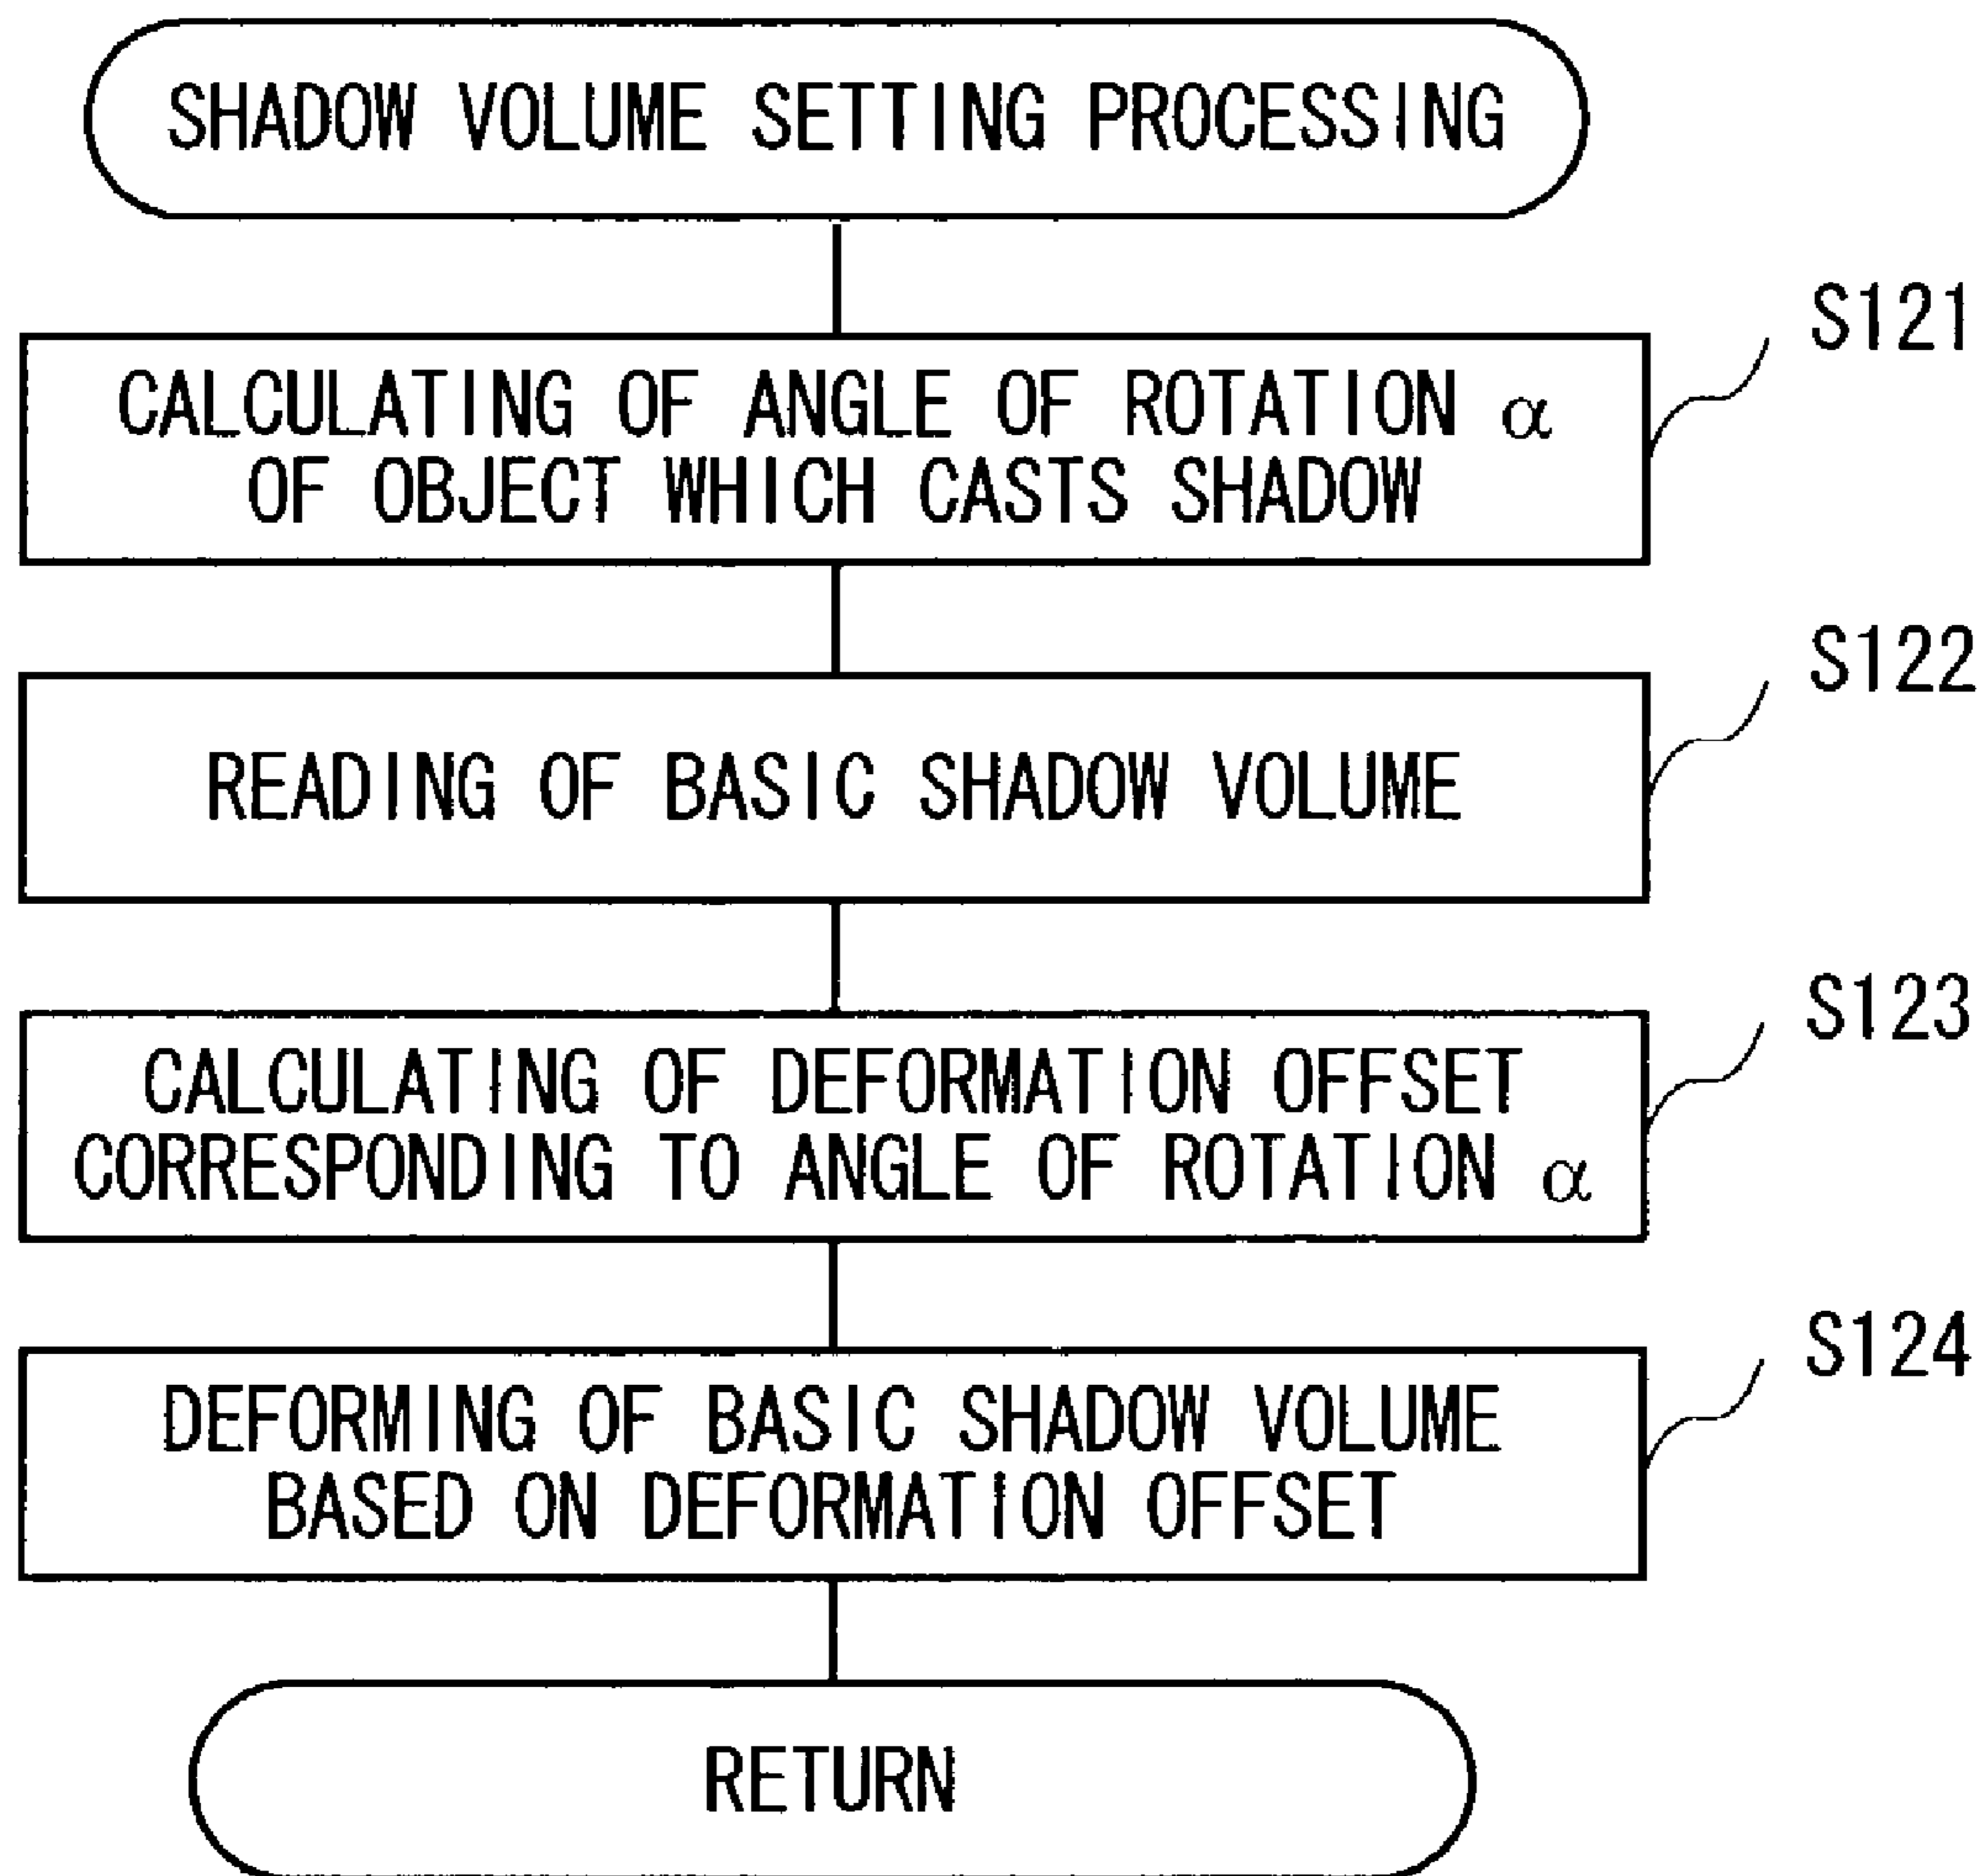 SHADOW VOLUME SETTING PROCESSING
S121
CALCULATING OF ANGLE OF ROTATION α
OF OBJECT WHICH CASTS SHADOW
S122
READING OF BASIC SHADOW VOLUME
S123
CALCULATING OF DEFORMATION OFFSET
CORRESPONDING TO ANGLE OF ROTATION α
S124
DEFORMING OF BASIC SHADOW VOLUME
BASED ON DEFORMATION OFFSET
RETURN